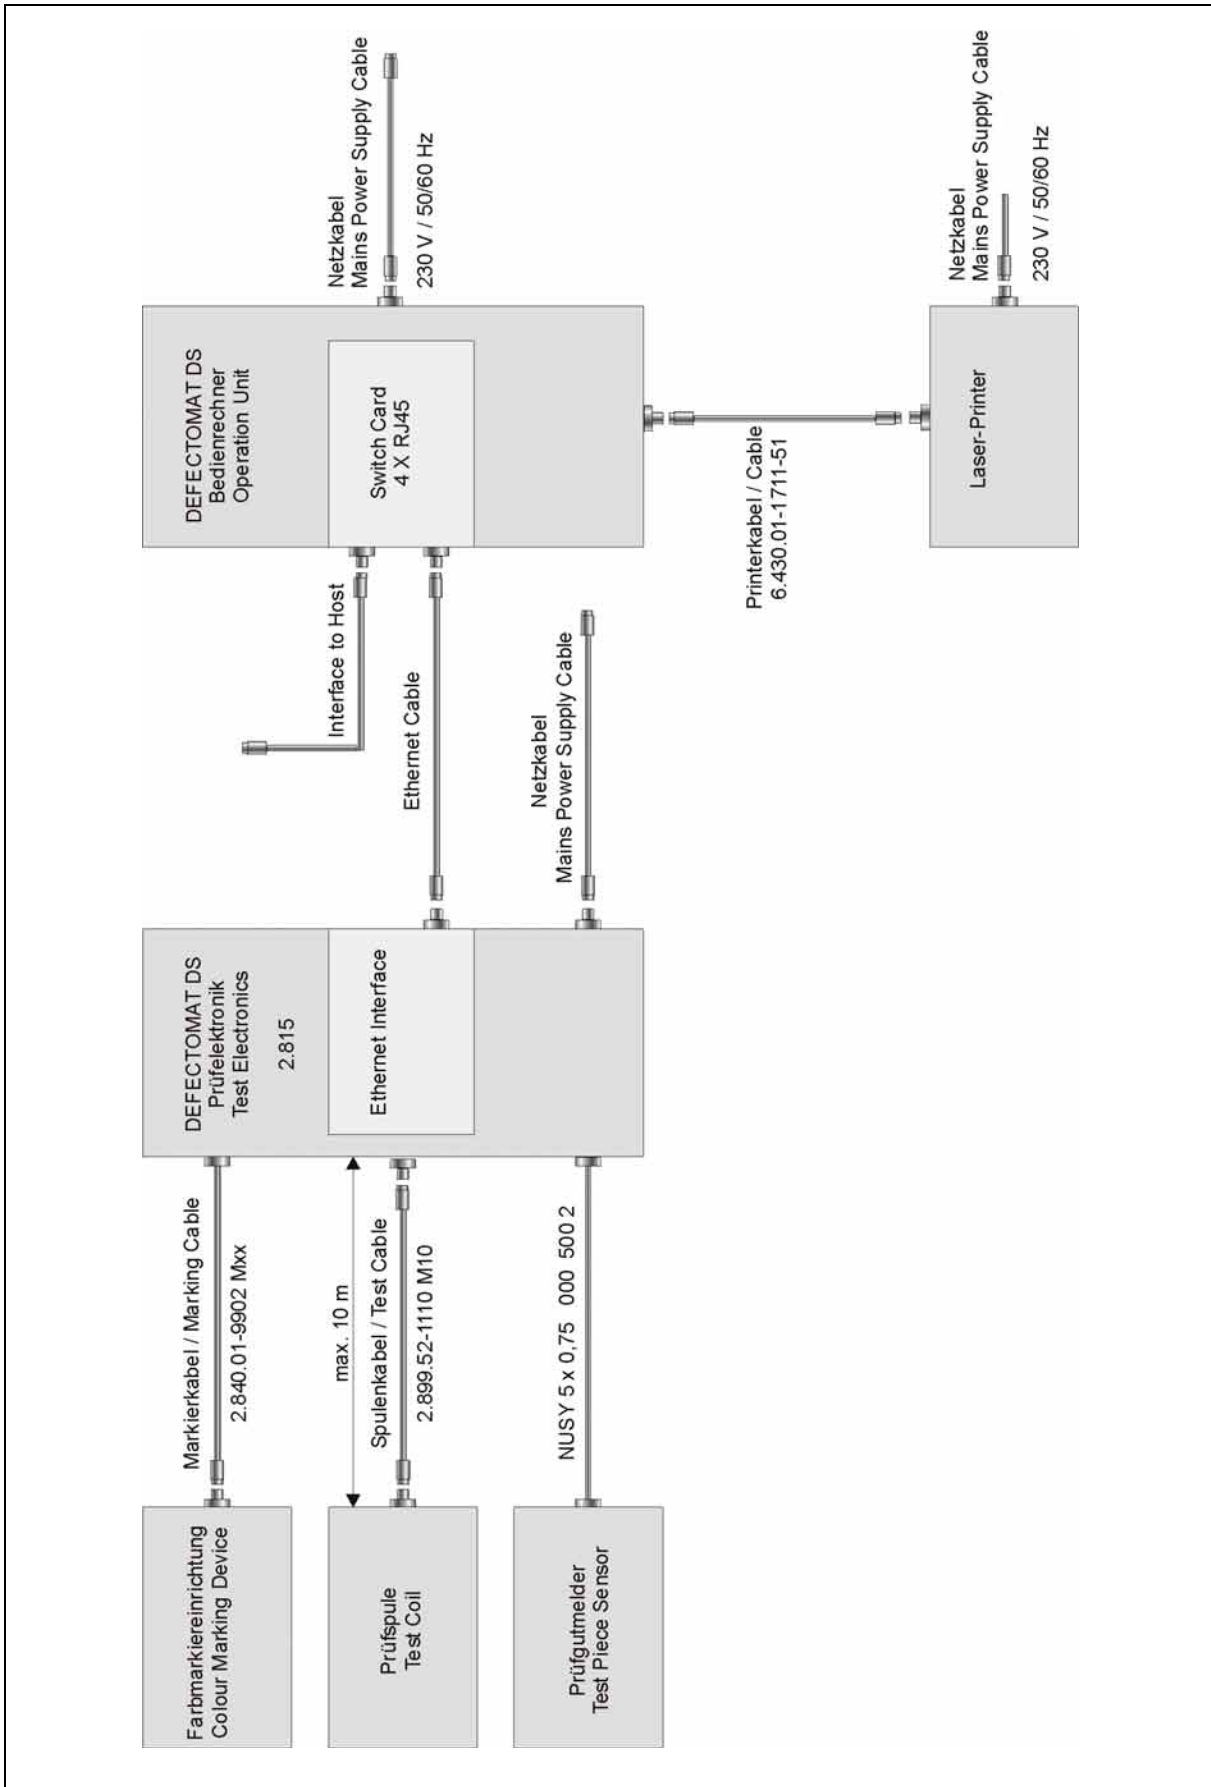 Farbmarkiereinrichtung
Colour Marking Device
Markierkabel / Marking Cable
2.840.01-9902 Mxx
DEFECTOMAT DS
Prüfelektronik
Test Electronics
2.815
Ethernet Interface
Prüfspule
Test Coil
max. 10 m
Spulenkabel / Test Cable
2.899.52-1110 M10
Prüfgutmelder
Test Piece Sensor
NUSY 5 x 0,75 000 500 2
Interface to Host
Ethernet Cable
Netzkabel
Mains Power Supply Cable
DEFECTOMAT DS
Bedienrechner
Operation Unit
Switch Card
4 X RJ45
Netzkabel
Mains Power Supply Cable
230 V / 50/60 Hz
Printerkabel / Cable
6.430.01-1711-51
Laser-Printer
Netzkabel
Mains Power Supply Cable
230 V / 50/60 Hz